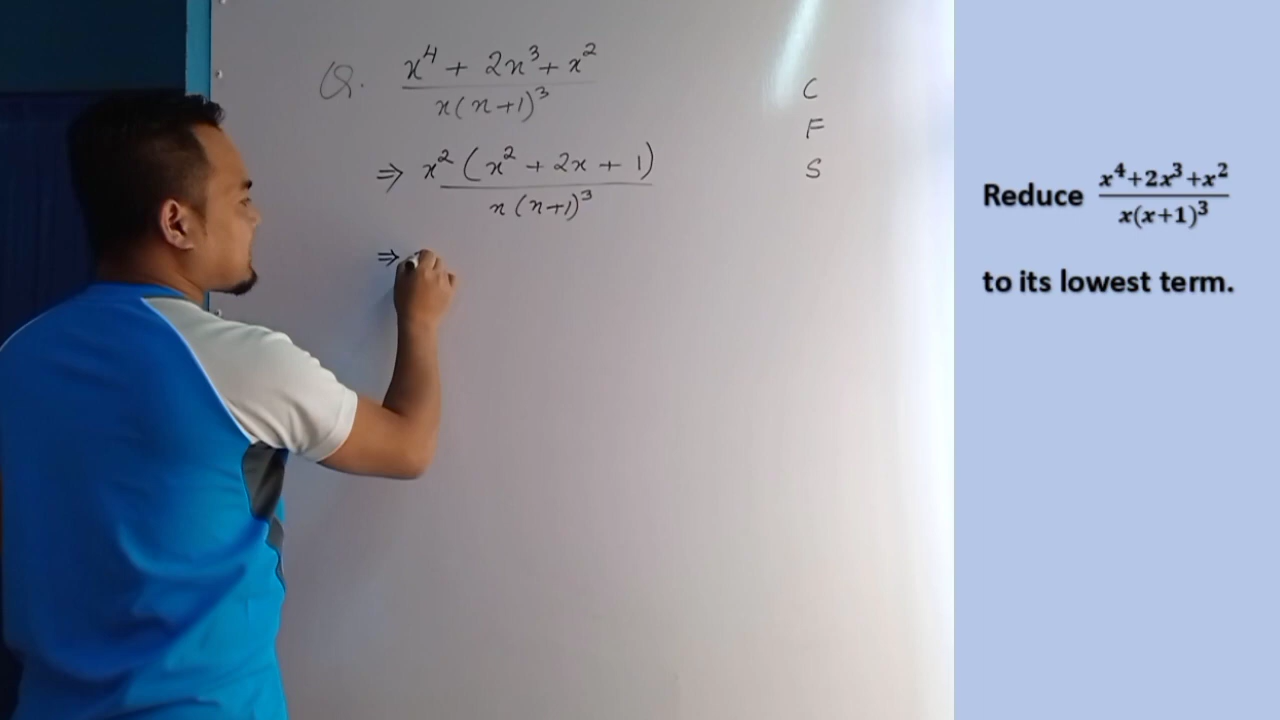 Q. x⁴ + 2x³ + x²
x(x+1)³
⇒ x² (x² + 2x + 1)
x (x+1)³
⇒
C
F
S
Reduce x⁴+2x³+x²
x(x+1)³
to its lowest term.